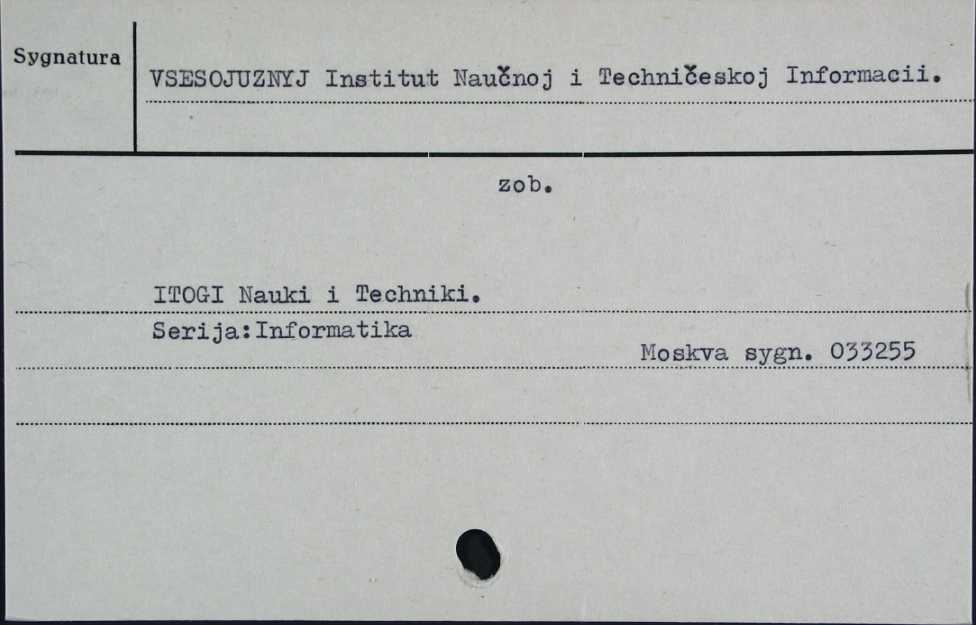 Sygnatura
VSESOJUZNYJ Institut Naučnoj i Techničeskoj Informacii.
zob.
ITOGI Nauki i Techniki.
Serija:Informatika
Moskva sygn. 033255